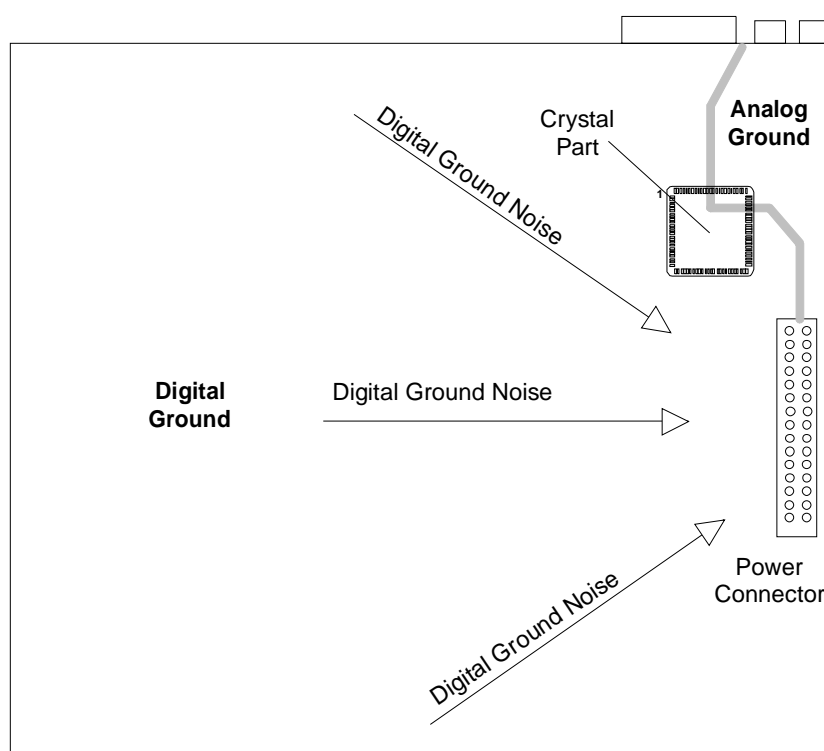 Analog
Ground
Crystal
Part
Digital Ground Noise
1
Digital
Ground
Digital Ground Noise
Digital Ground Noise
Power
Connector